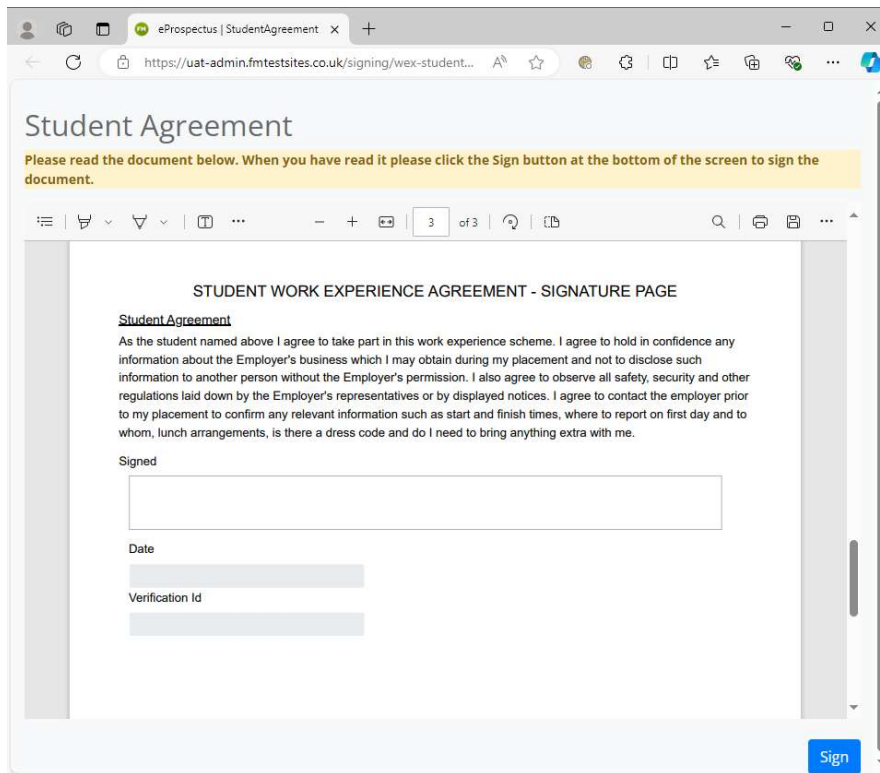 eProspectus | StudentAgreement
https://uat-admin.fmtestsites.co.uk/signing/wex-student...
Student Agreement
Please read the document below. When you have read it please click the Sign button at the bottom of the screen to sign the
document.
3 of 3
STUDENT WORK EXPERIENCE AGREEMENT - SIGNATURE PAGE
Student Agreement
As the student named above I agree to take part in this work experience scheme. I agree to hold in confidence any
information about the Employer's business which I may obtain during my placement and not to disclose such
information to another person without the Employer's permission. I also agree to observe all safety, security and other
regulations laid down by the Employer's representatives or by displayed notices. I agree to contact the employer prior
to my placement to confirm any relevant information such as start and finish times, where to report on first day and to
whom, lunch arrangements, is there a dress code and do I need to bring anything extra with me.
Signed
Date
Verification Id
Sign